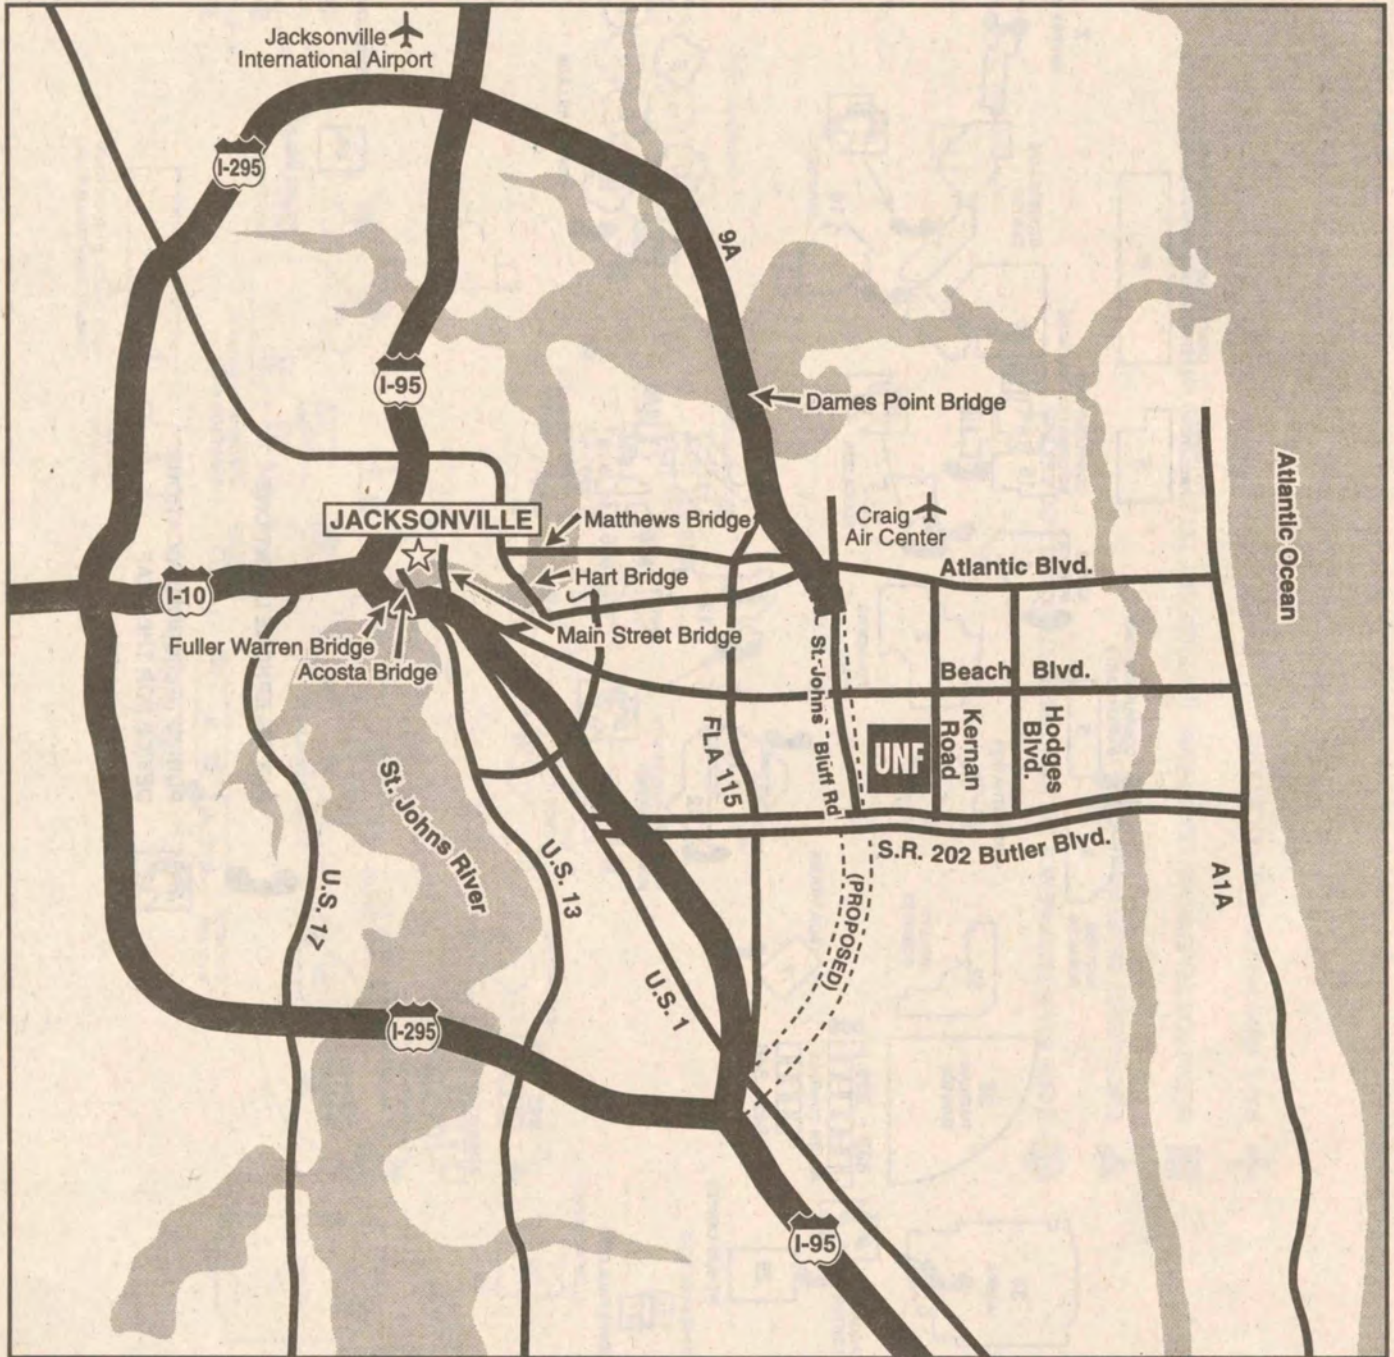 Jacksonville
International Airport
I-295
9A
I-95
Dames Point Bridge
Atlantic Ocean
JACKSONVILLE
Matthews Bridge
Craig
Air Center
Atlantic Blvd.
Hart Bridge
I-10
Main Street Bridge
Fuller Warren Bridge
Acosta Bridge
St. Johns Bluff Rd
Beach Blvd.
FLA 115
UNF
Kernan
Road
Hodges
Blvd.
St. Johns River
U.S. 13
S.R. 202 Butler Blvd.
U.S. 17
A1A
(PROPOSED)
U.S. 1
I-295
I-95